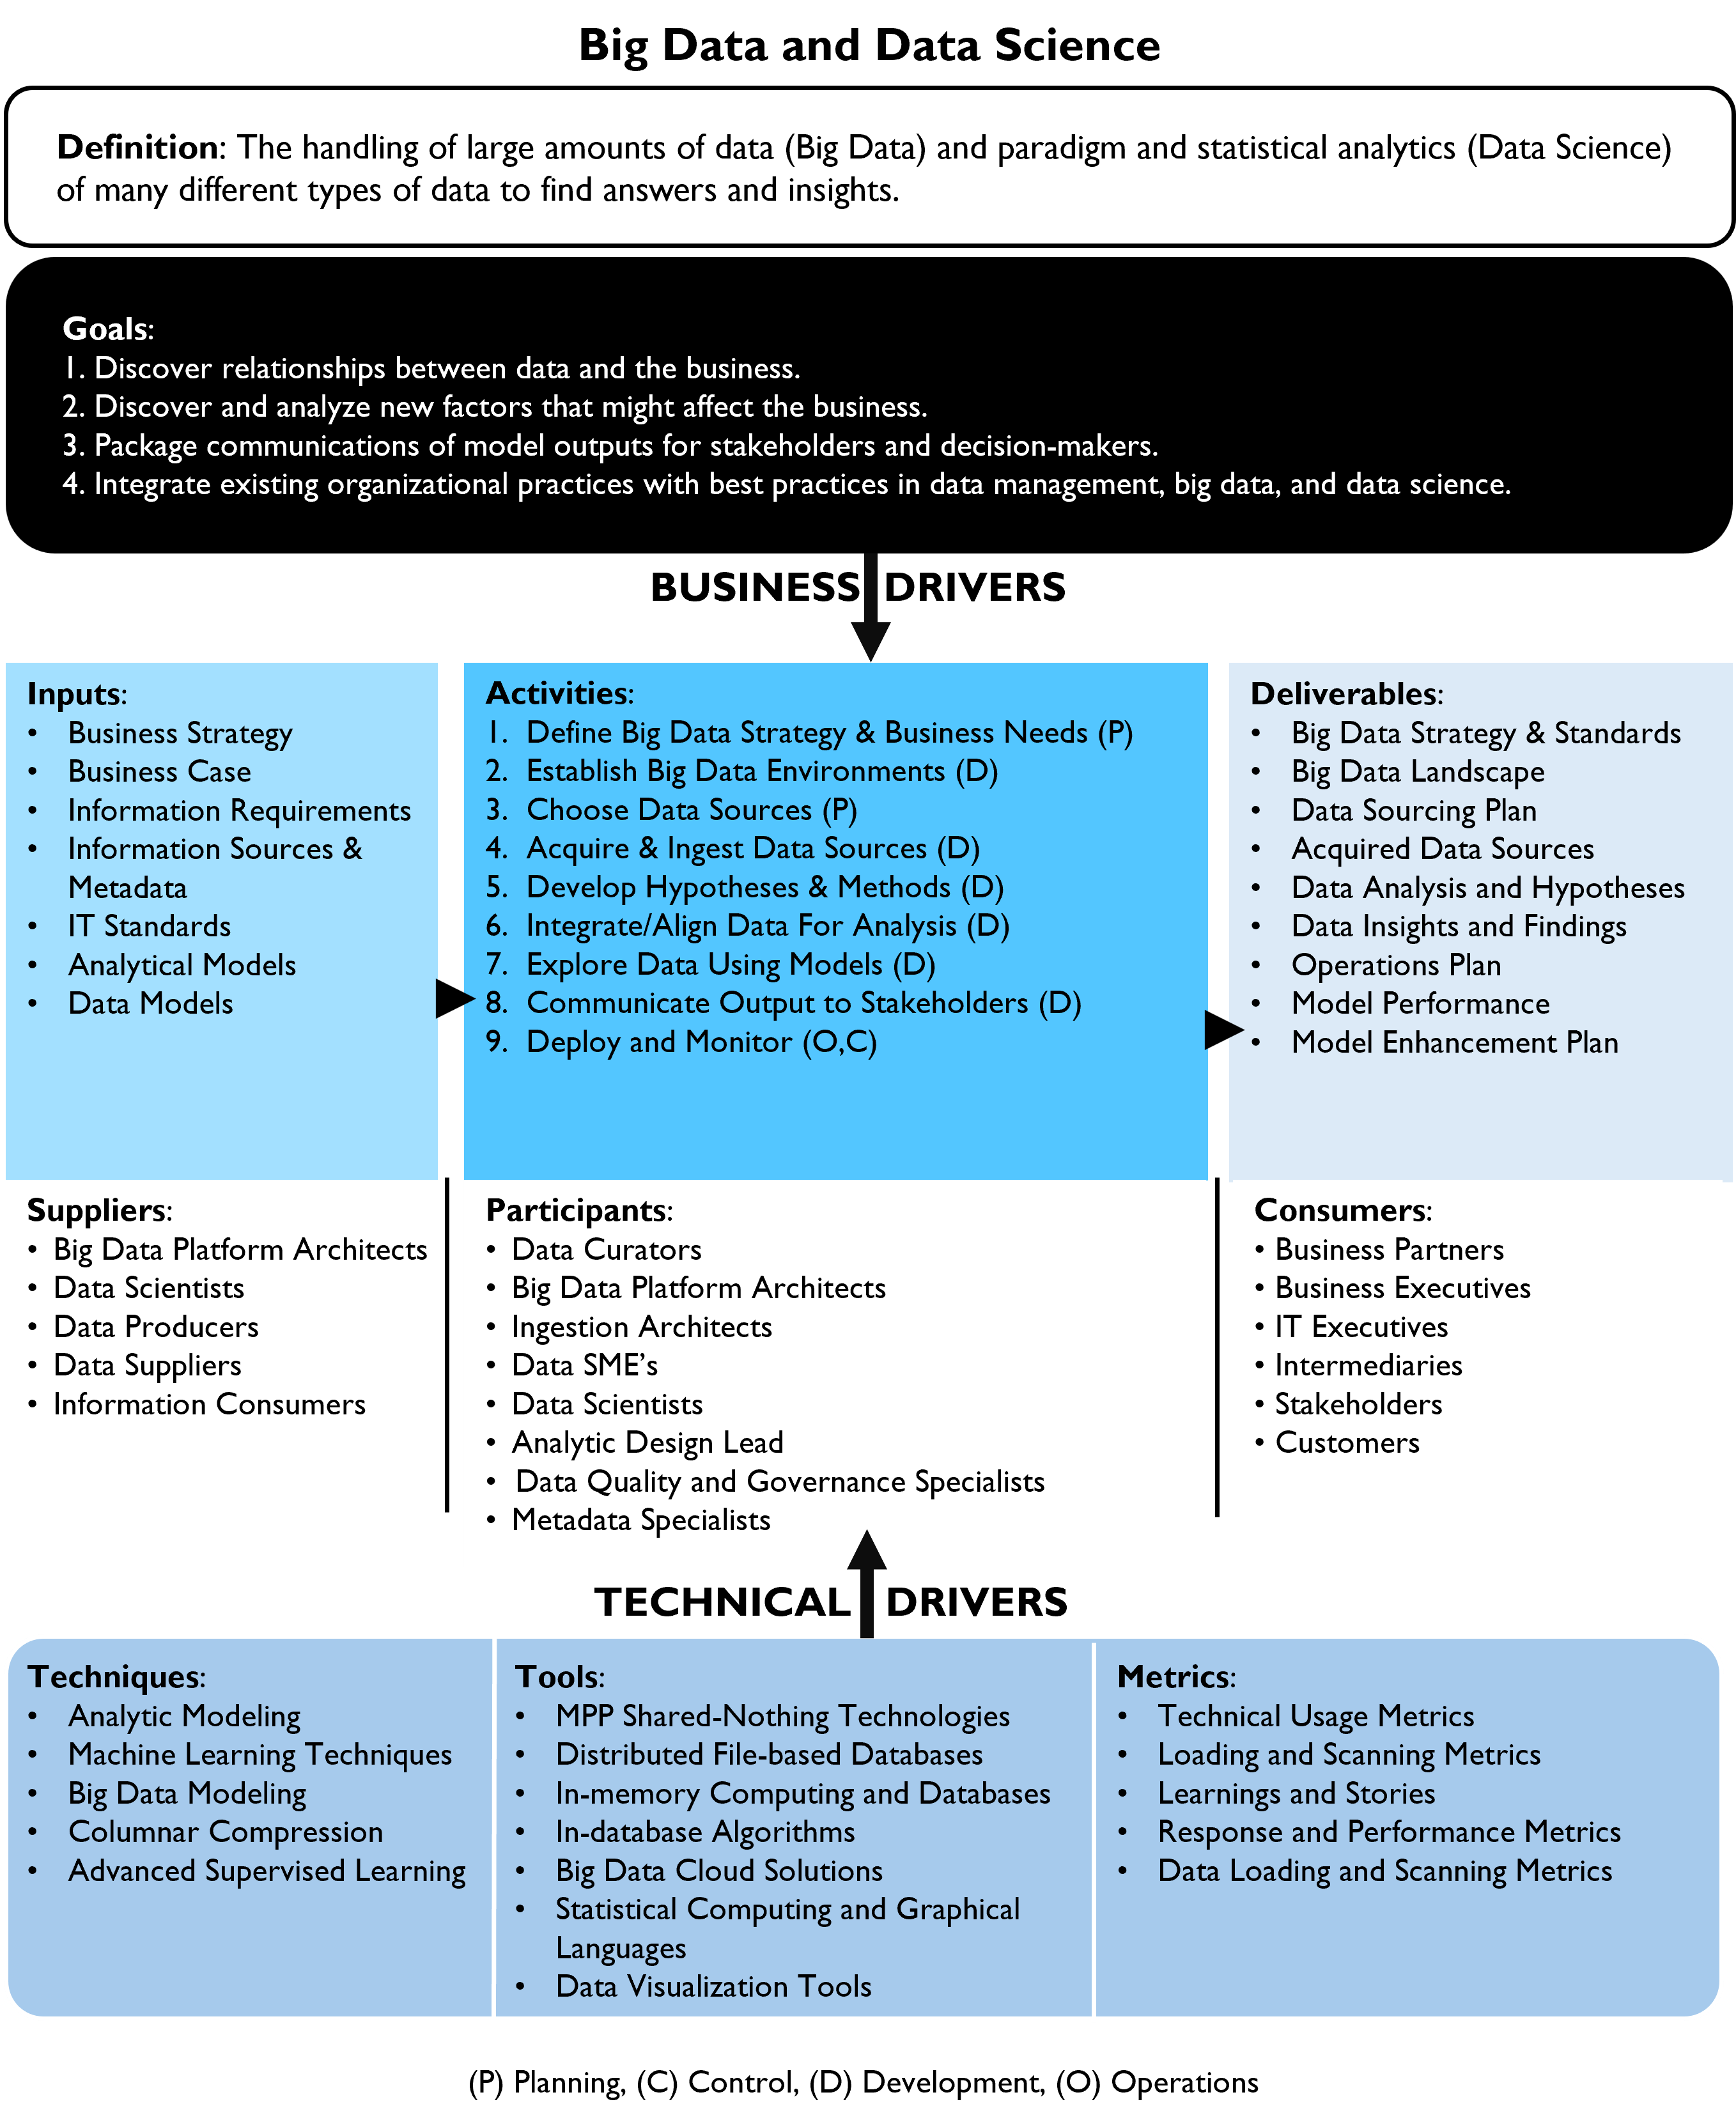 Big Data and Data Science
Definition: The handling of large amounts of data (Big Data) and paradigm and statistical analytics (Data Science)
of many different types of data to find answers and insights.
Goals:
1. Discover relationships between data and the business.
2. Discover and analyze new factors that might affect the business.
3. Package communications of model outputs for stakeholders and decision-makers.
4. Integrate existing organizational practices with best practices in data management, big data, and data science.
BUSINESS DRIVERS
Inputs:
• Business Strategy
• Business Case
• Information Requirements
• Information Sources &
Metadata
• IT Standards
• Analytical Models
• Data Models
Activities:
1. Define Big Data Strategy & Business Needs (P)
2. Establish Big Data Environments (D)
3. Choose Data Sources (P)
4. Acquire & Ingest Data Sources (D)
5. Develop Hypotheses & Methods (D)
6. Integrate/Align Data For Analysis (D)
7. Explore Data Using Models (D)
8. Communicate Output to Stakeholders (D)
9. Deploy and Monitor (O,C)
Deliverables:
• Big Data Strategy & Standards
• Big Data Landscape
• Data Sourcing Plan
• Acquired Data Sources
• Data Analysis and Hypotheses
• Data Insights and Findings
• Operations Plan
• Model Performance
• Model Enhancement Plan
Suppliers:
• Big Data Platform Architects
• Data Scientists
• Data Producers
• Data Suppliers
• Information Consumers
Participants:
• Data Curators
• Big Data Platform Architects
• Ingestion Architects
• Data SME’s
• Data Scientists
• Analytic Design Lead
• Data Quality and Governance Specialists
• Metadata Specialists
Consumers:
• Business Partners
• Business Executives
• IT Executives
• Intermediaries
• Stakeholders
• Customers
TECHNICAL DRIVERS
Techniques:
• Analytic Modeling
• Machine Learning Techniques
• Big Data Modeling
• Columnar Compression
• Advanced Supervised Learning
Tools:
• MPP Shared-Nothing Technologies
• Distributed File-based Databases
• In-memory Computing and Databases
• In-database Algorithms
• Big Data Cloud Solutions
• Statistical Computing and Graphical
Languages
• Data Visualization Tools
Metrics:
• Technical Usage Metrics
• Loading and Scanning Metrics
• Learnings and Stories
• Response and Performance Metrics
• Data Loading and Scanning Metrics
(P) Planning, (C) Control, (D) Development, (O) Operations